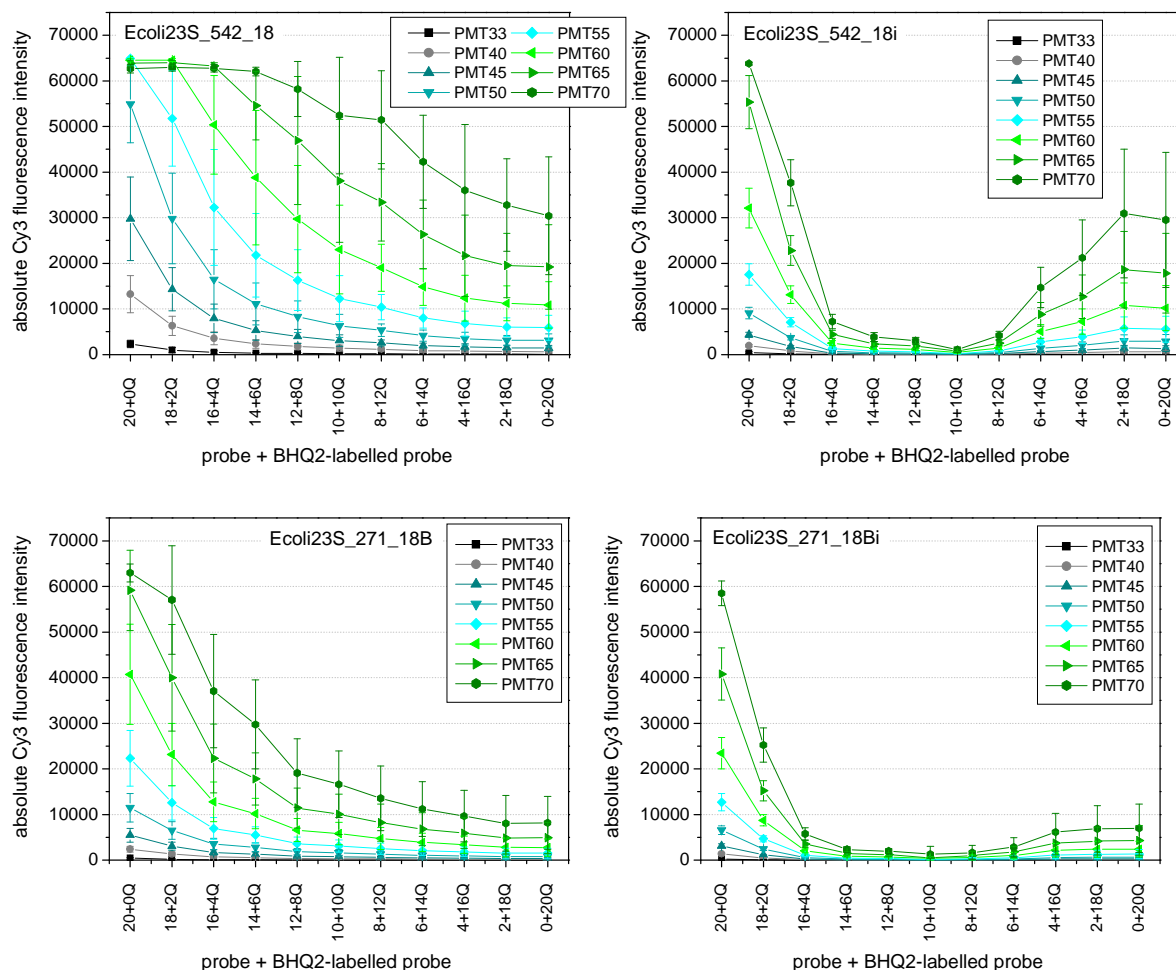 Ecoli23S_542_18
PMT33 PMT55
PMT40 PMT60
PMT45 PMT65
PMT50 PMT70
absolute Cy3 fluorescence intensity
70000
60000
50000
40000
30000
20000
10000
0
20+0Q 18+2Q 16+4Q 14+6Q 12+8Q 10+10Q 8+12Q 6+14Q 4+16Q 2+18Q 0+20Q
probe + BHQ2-labelled probe
Ecoli23S_542_18i
PMT33
PMT40
PMT45
PMT50
PMT55
PMT60
PMT65
PMT70
absolute Cy3 fluorescence intensity
70000
60000
50000
40000
30000
20000
10000
0
20+0Q 18+2Q 16+4Q 14+6Q 12+8Q 10+10Q 8+12Q 6+14Q 4+16Q 2+18Q 0+20Q
probe + BHQ2-labelled probe
Ecoli23S_271_18B
PMT33
PMT40
PMT45
PMT50
PMT55
PMT60
PMT65
PMT70
absolute Cy3 fluorescence intensity
70000
60000
50000
40000
30000
20000
10000
0
20+0Q 18+2Q 16+4Q 14+6Q 12+8Q 10+10Q 8+12Q 6+14Q 4+16Q 2+18Q 0+20Q
probe + BHQ2-labelled probe
Ecoli23S_271_18Bi
PMT33
PMT40
PMT45
PMT50
PMT55
PMT60
PMT65
PMT70
absolute Cy3 fluorescence intensity
70000
60000
50000
40000
30000
20000
10000
0
20+0Q 18+2Q 16+4Q 14+6Q 12+8Q 10+10Q 8+12Q 6+14Q 4+16Q 2+18Q 0+20Q
probe + BHQ2-labelled probe